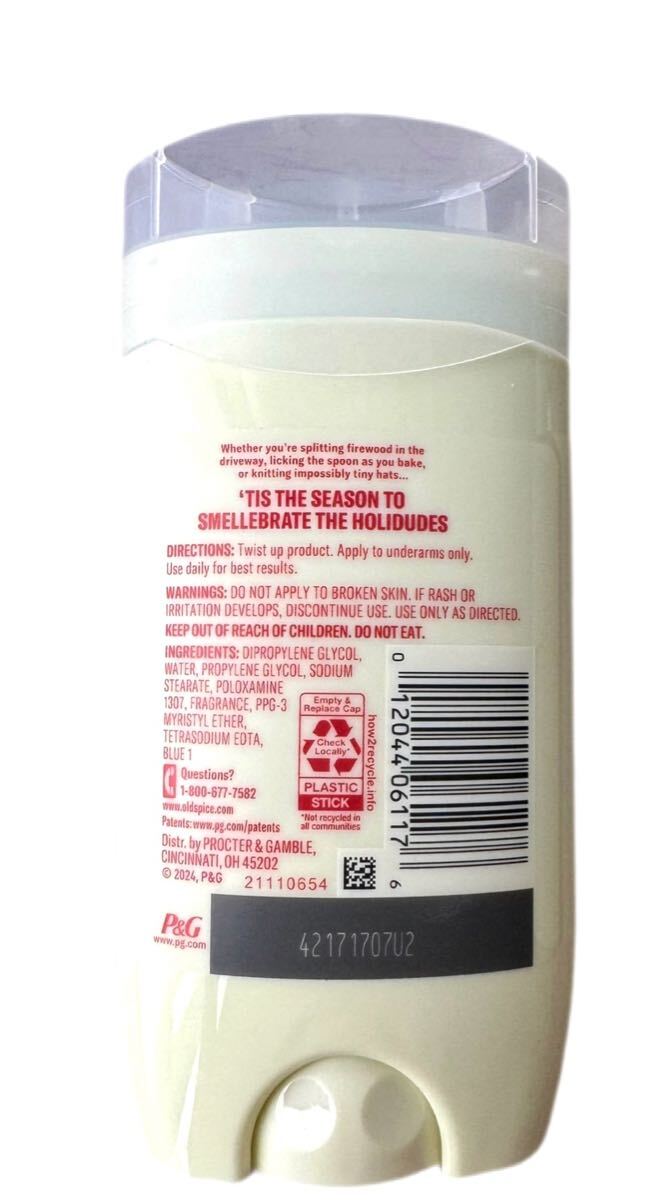 Whether you're splitting firewood in the
driveway, licking the spoon as you bake,
or knitting impossibly tiny hats...
'TIS THE SEASON TO
SMELLEBRATE THE HOLIDUDES
DIRECTIONS: Twist up product. Apply to underarms only.
Use daily for best results.
WARNINGS: DO NOT APPLY TO BROKEN SKIN. IF RASH OR
IRRITATION DEVELOPS, DISCONTINUE USE. USE ONLY AS DIRECTED.
KEEP OUT OF REACH OF CHILDREN. DO NOT EAT.
INGREDIENTS: DIPROPYLENE GLYCOL,
WATER, PROPYLENE GLYCOL, SODIUM
STEARATE, POLOXAMINE
1307, FRAGRANCE, PPG-3
MYRISTYL ETHER,
TETRASODIUM EDTA,
BLUE 1
Questions?
1-800-677-7582
www.oldspice.com
Patents: www.pg.com/patents
Distr. by PROCTER & GAMBLE,
CINCINNATI, OH 45202
© 2024, P&G
21110654
Empty &
Replace Cap
Check
Locally*
PLASTIC
STICK
*Not recycled in
all communities
how2recycle.info
0 12044 06117 6
P&G
www.pg.com
42171707U2